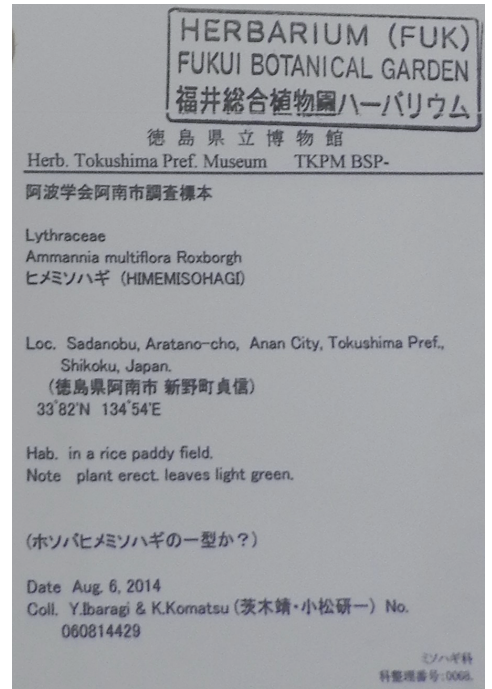 HERBARIUM (FUK)
FUKUI BOTANICAL GARDEN
福井総合植物園ハーバリウム
徳島県立博物館
Herb. Tokushima Pref. Museum TKPM BSP-
阿波学会阿南市調査標本
Lythraceae
Ammannia multiflora Roxborgh
ヒメミソハギ (HIMEMISOHAGI)
Loc. Sadanobu, Aratano-cho, Anan City, Tokushima Pref.,
Shikoku, Japan.
(徳島県阿南市 新野町貞信)
33°82'N 134°54'E
Hab. in a rice paddy field.
Note plant erect. leaves light green.
(ホソバヒメミソハギの一型か?)
Date Aug. 6, 2014
Coll. Y.Ibaragi & K.Komatsu (茨木靖・小松研一) No.
060814429
ミソハギ科
科整理番号:0068.